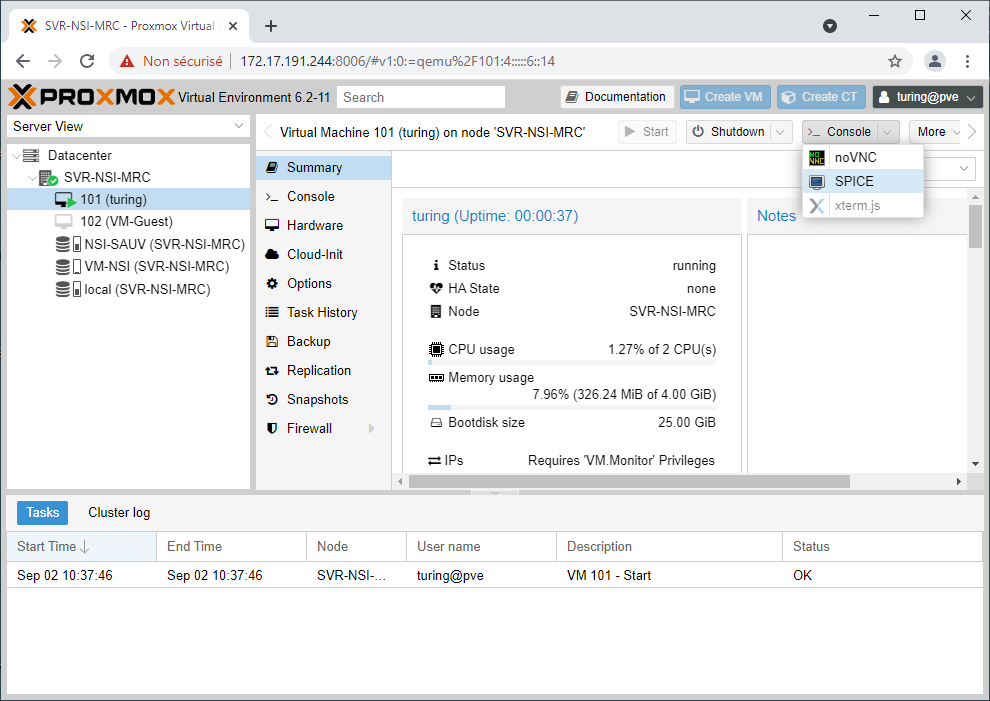 SVR-NSI-MRC - Proxmox Virtual
Non sécurisé 172.17.191.244:8006/#v1:0:=qemu%2F101:4:::::6::14
PROXMOX Virtual Environment 6.2-11 Search Documentation Create VM Create CT turing@pve
Server View
Virtual Machine 101 (turing) on node 'SVR-NSI-MRC' Start Shutdown >_ Console More
Datacenter
SVR-NSI-MRC
101 (turing)
102 (VM-Guest)
NSI-SAUV (SVR-NSI-MRC)
VM-NSI (SVR-NSI-MRC)
local (SVR-NSI-MRC)
Summary
>_ Console
Hardware
Cloud-Init
Options
Task History
Backup
Replication
Snapshots
Firewall
NO VNC noVNC
SPICE
xterm.js
turing (Uptime: 00:00:37)
Notes
Status running
HA State none
Node SVR-NSI-MRC
CPU usage 1.27% of 2 CPU(s)
Memory usage
7.96% (326.24 MiB of 4.00 GiB)
Bootdisk size 25.00 GiB
IPs Requires 'VM.Monitor' Privileges
Tasks Cluster log
Start Time End Time Node User name Description Status
Sep 02 10:37:46 Sep 02 10:37:46 SVR-NSI-... turing@pve VM 101 - Start OK